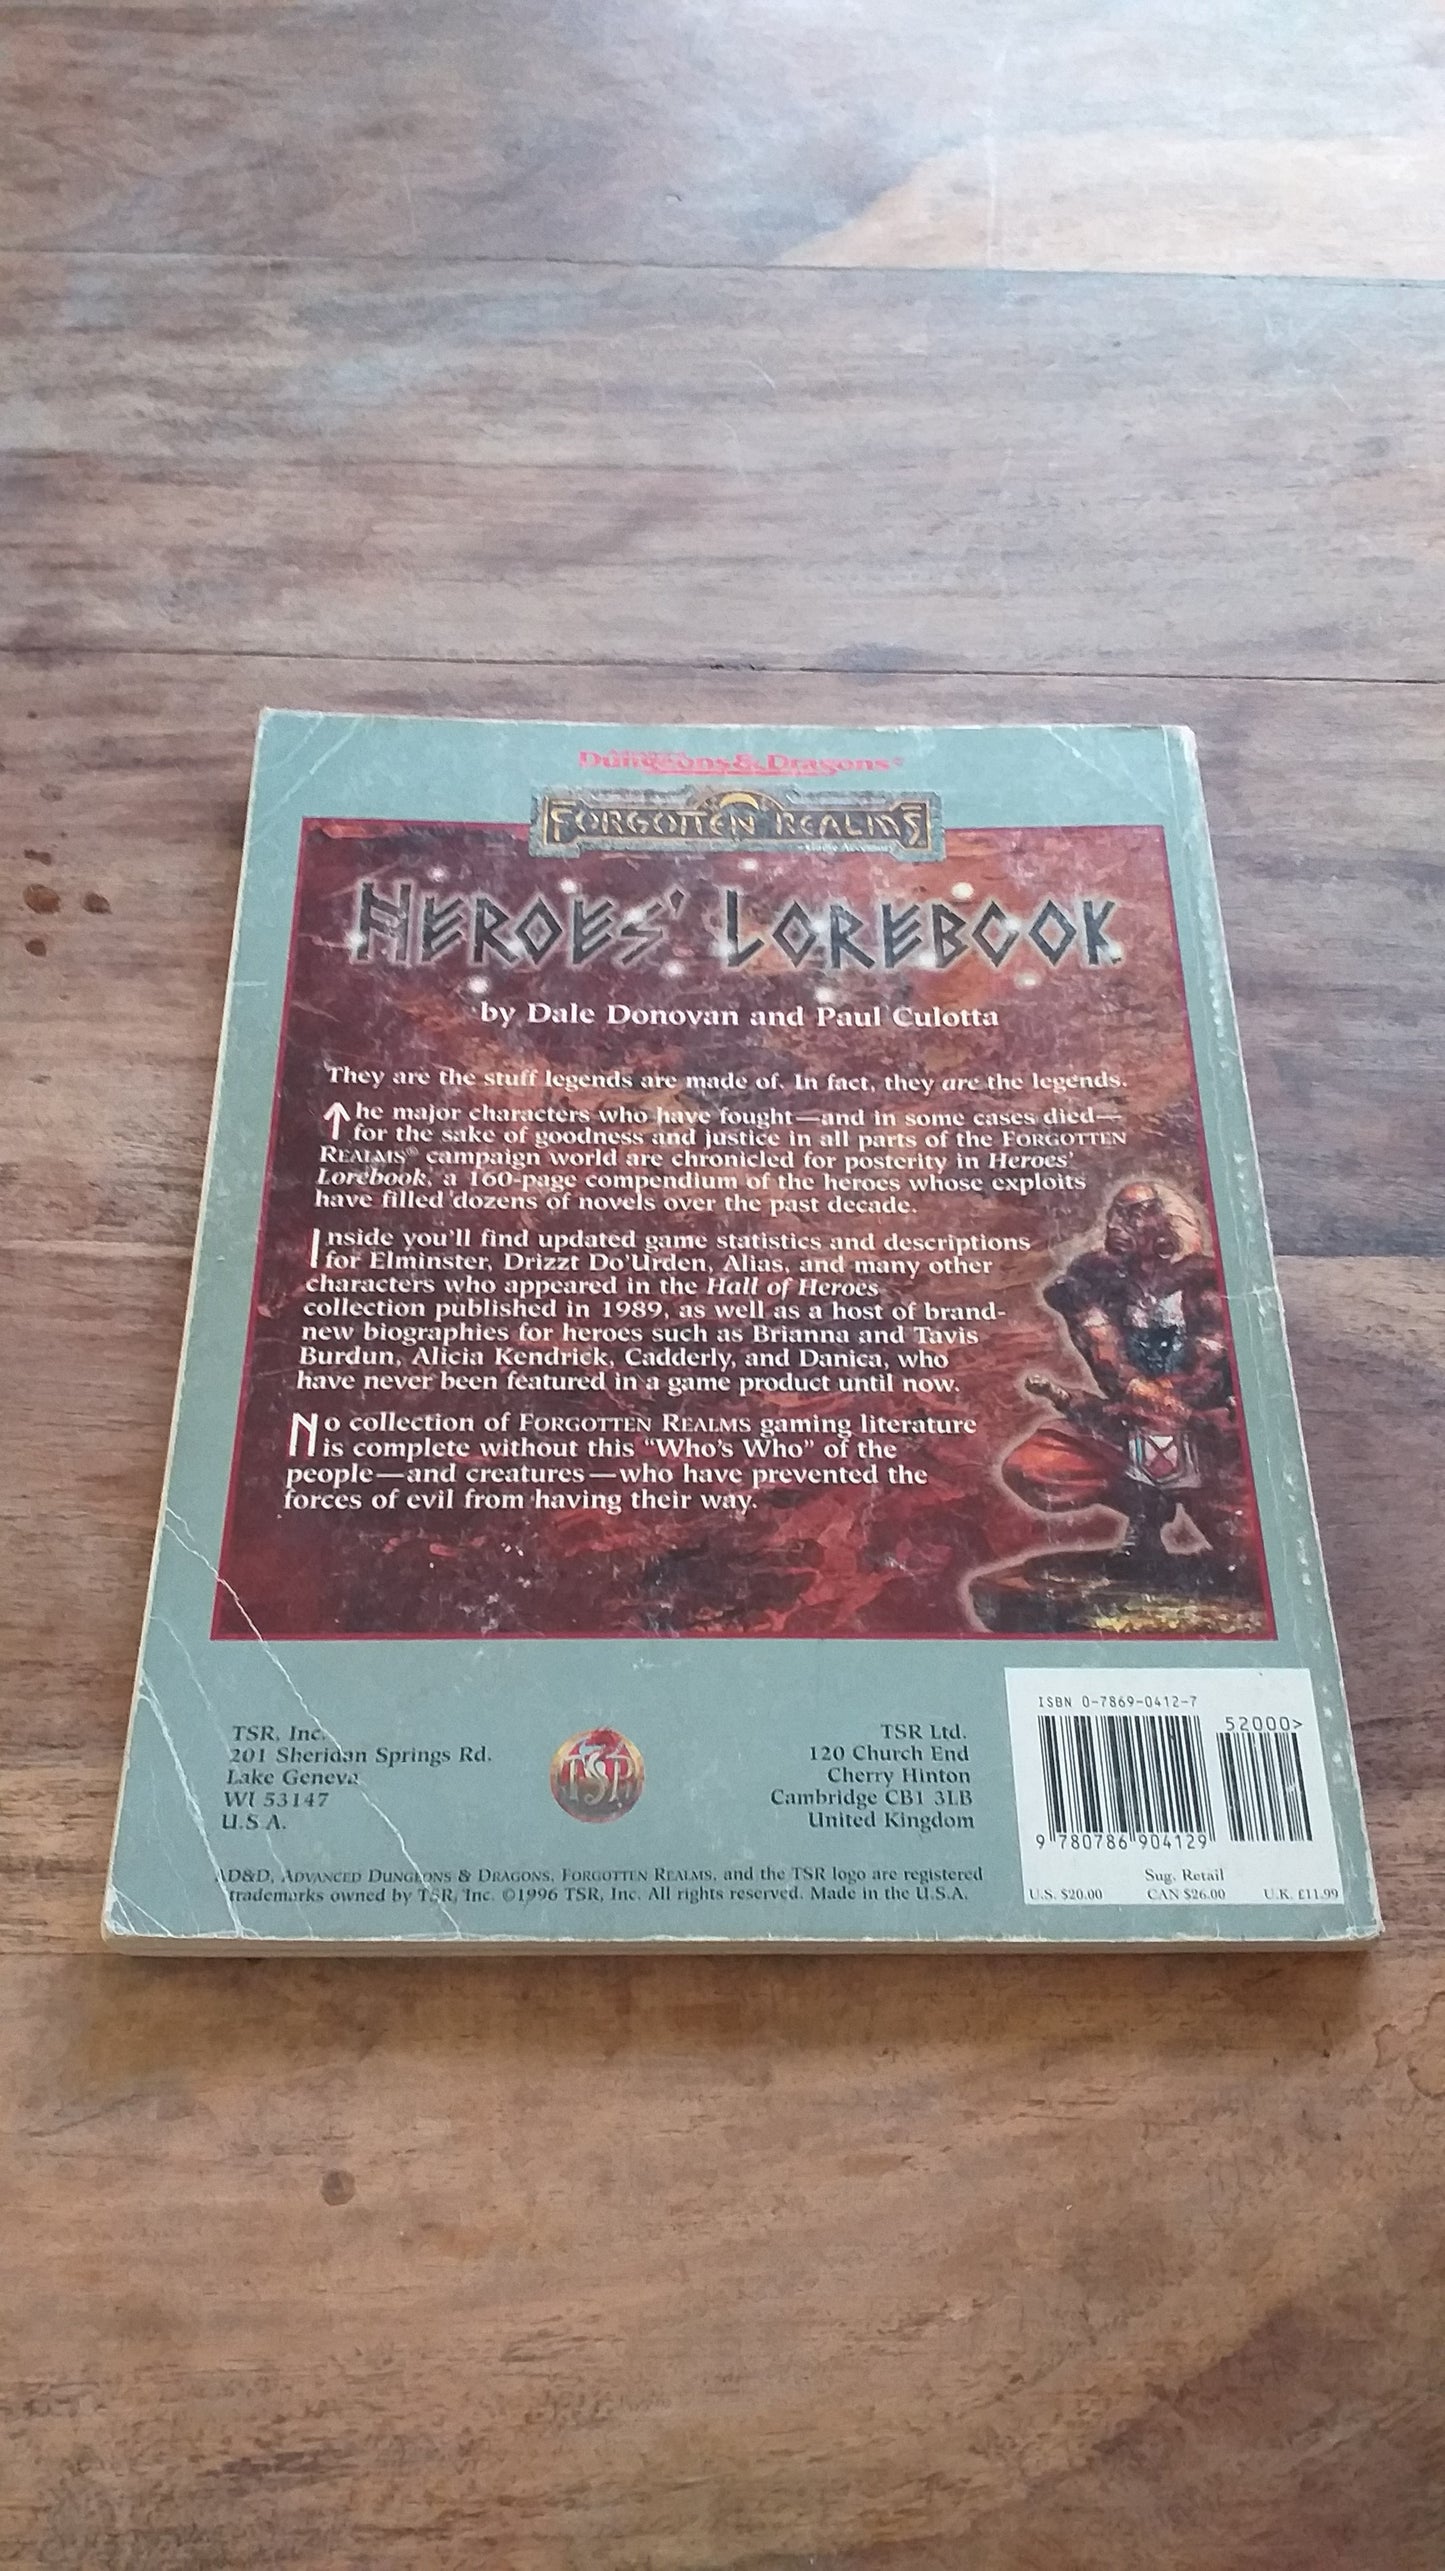 Dungeons & Dragons®
FORGOTTEN REALMS
HEROES' LOREBOOK
by Dale Donovan and Paul Culotta
They are the stuff legends are made of. In fact, they are the legends.
The major characters who have fought—and in some cases died—
for the sake of goodness and justice in all parts of the FORGOTTEN
REALMS® campaign world are chronicled for posterity in Heroes'
Lorebook, a 160-page compendium of the heroes whose exploits
have filled dozens of novels over the past decade.
Inside you'll find updated game statistics and descriptions
for Elminster, Drizzt Do'Urden, Alias, and many other
characters who appeared in the Hall of Heroes
collection published in 1989, as well as a host of brand-
new biographies for heroes such as Brianna and Tavis
Burdun, Alicia Kendrick, Cadderly, and Danica, who
have never been featured in a game product until now.
No collection of FORGOTTEN REALMS gaming literature
is complete without this "Who's Who" of the
people—and creatures—who have prevented the
forces of evil from having their way.
TSR, Inc.
201 Sheridan Springs Rd.
Lake Geneva
WI 53147
U.S.A.
TSR
TSR Ltd.
120 Church End
Cherry Hinton
Cambridge CB1 3LB
United Kingdom
ISBN 0-7869-0412-7
52000>
9 780786 904129
Sug. Retail
U.S. $20.00 CAN $26.00 U.K. £11.99
AD&D, ADVANCED DUNGEONS & DRAGONS, FORGOTTEN REALMS, and the TSR logo are registered
trademarks owned by TSR, Inc. ©1996 TSR, Inc. All rights reserved. Made in the U.S.A.